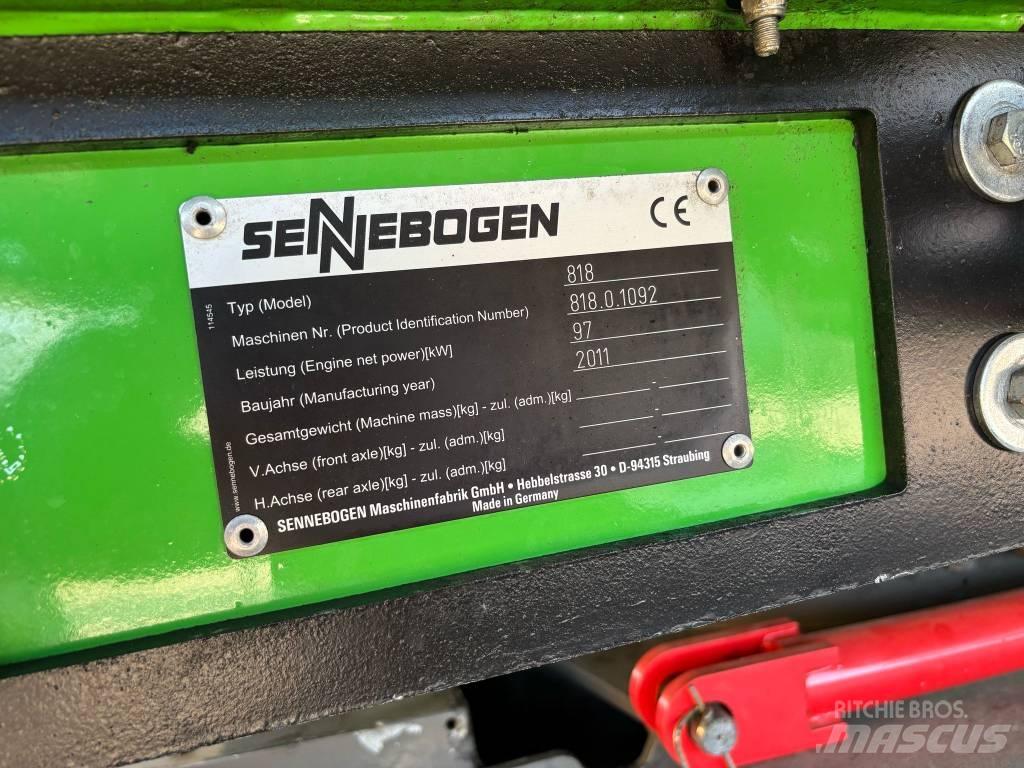 SENNEBOGEN
CE
Typ (Model) 818
Maschinen Nr. (Product Identification Number) 818.0.1092
Leistung (Engine net power)[kW] 97
Baujahr (Manufacturing year) 2011
Gesamtgewicht (Machine mass)[kg] - zul. (adm.)[kg] -
V.Achse (front axle)[kg] - zul. (adm.)[kg] -
H.Achse (rear axle)[kg] - zul. (adm.)[kg] -
SENNEBOGEN Maschinenfabrik GmbH • Hebbelstrasse 30 • D-94315 Straubing
Made in Germany
114545
www.sennebogen.de
RITCHIE BROS.
MASCUS